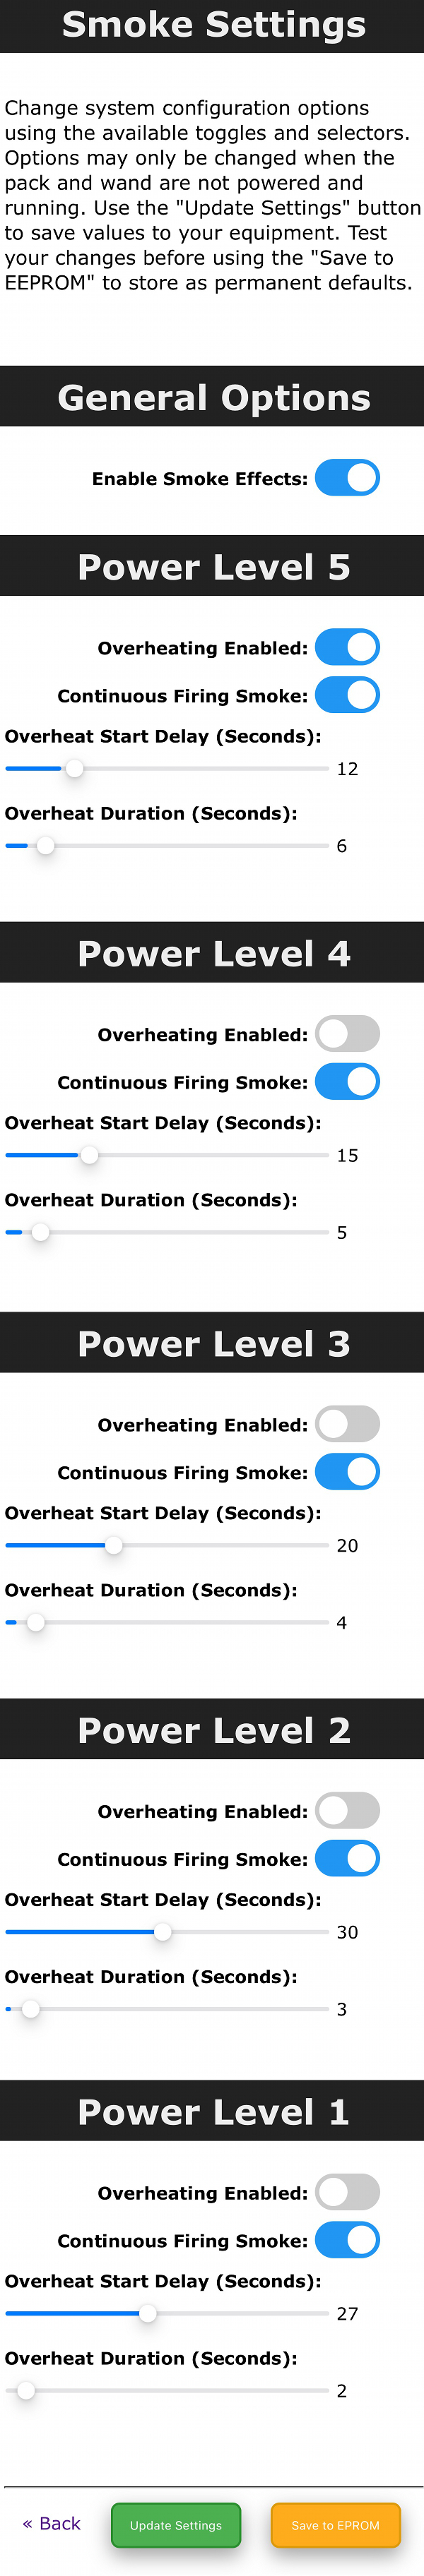 Smoke Settings
Change system configuration options
using the available toggles and selectors.
Options may only be changed when the
pack and wand are not powered and
running. Use the "Update Settings" button
to save values to your equipment. Test
your changes before using the "Save to
EEPROM" to store as permanent defaults.
General Options
Enable Smoke Effects:
Power Level 5
Overheating Enabled:
Continuous Firing Smoke:
Overheat Start Delay (Seconds):
12
Overheat Duration (Seconds):
6
Power Level 4
Overheating Enabled:
Continuous Firing Smoke:
Overheat Start Delay (Seconds):
15
Overheat Duration (Seconds):
5
Power Level 3
Overheating Enabled:
Continuous Firing Smoke:
Overheat Start Delay (Seconds):
20
Overheat Duration (Seconds):
4
Power Level 2
Overheating Enabled:
Continuous Firing Smoke:
Overheat Start Delay (Seconds):
30
Overheat Duration (Seconds):
3
Power Level 1
Overheating Enabled:
Continuous Firing Smoke:
Overheat Start Delay (Seconds):
27
Overheat Duration (Seconds):
2
« Back Update Settings Save to EPROM